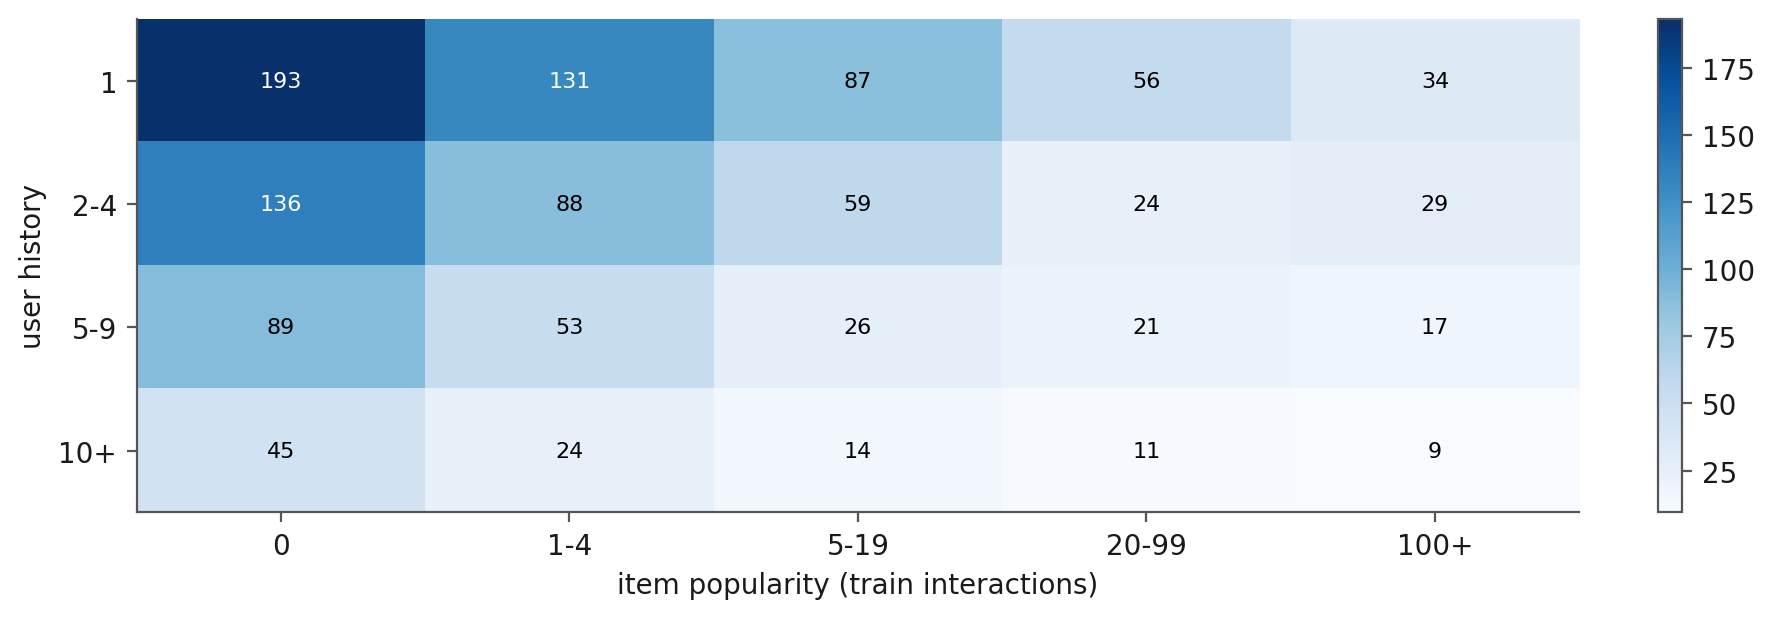 1 193 131 87 56 34
2-4 136 88 59 24 29
5-9 89 53 26 21 17
10+ 45 24 14 11 9
user history
0 1-4 5-19 20-99 100+
item popularity (train interactions)
175
150
125
100
75
50
25